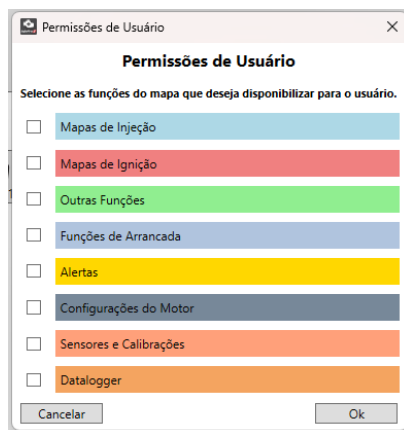 Permissões de Usuário
Permissões de Usuário
Selecione as funções do mapa que deseja disponibilizar para o usuário.
Mapas de Injeção
Mapas de Ignição
Outras Funções
Funções de Arrancada
Alertas
Configurações do Motor
Sensores e Calibrações
Datalogger
Cancelar
Ok